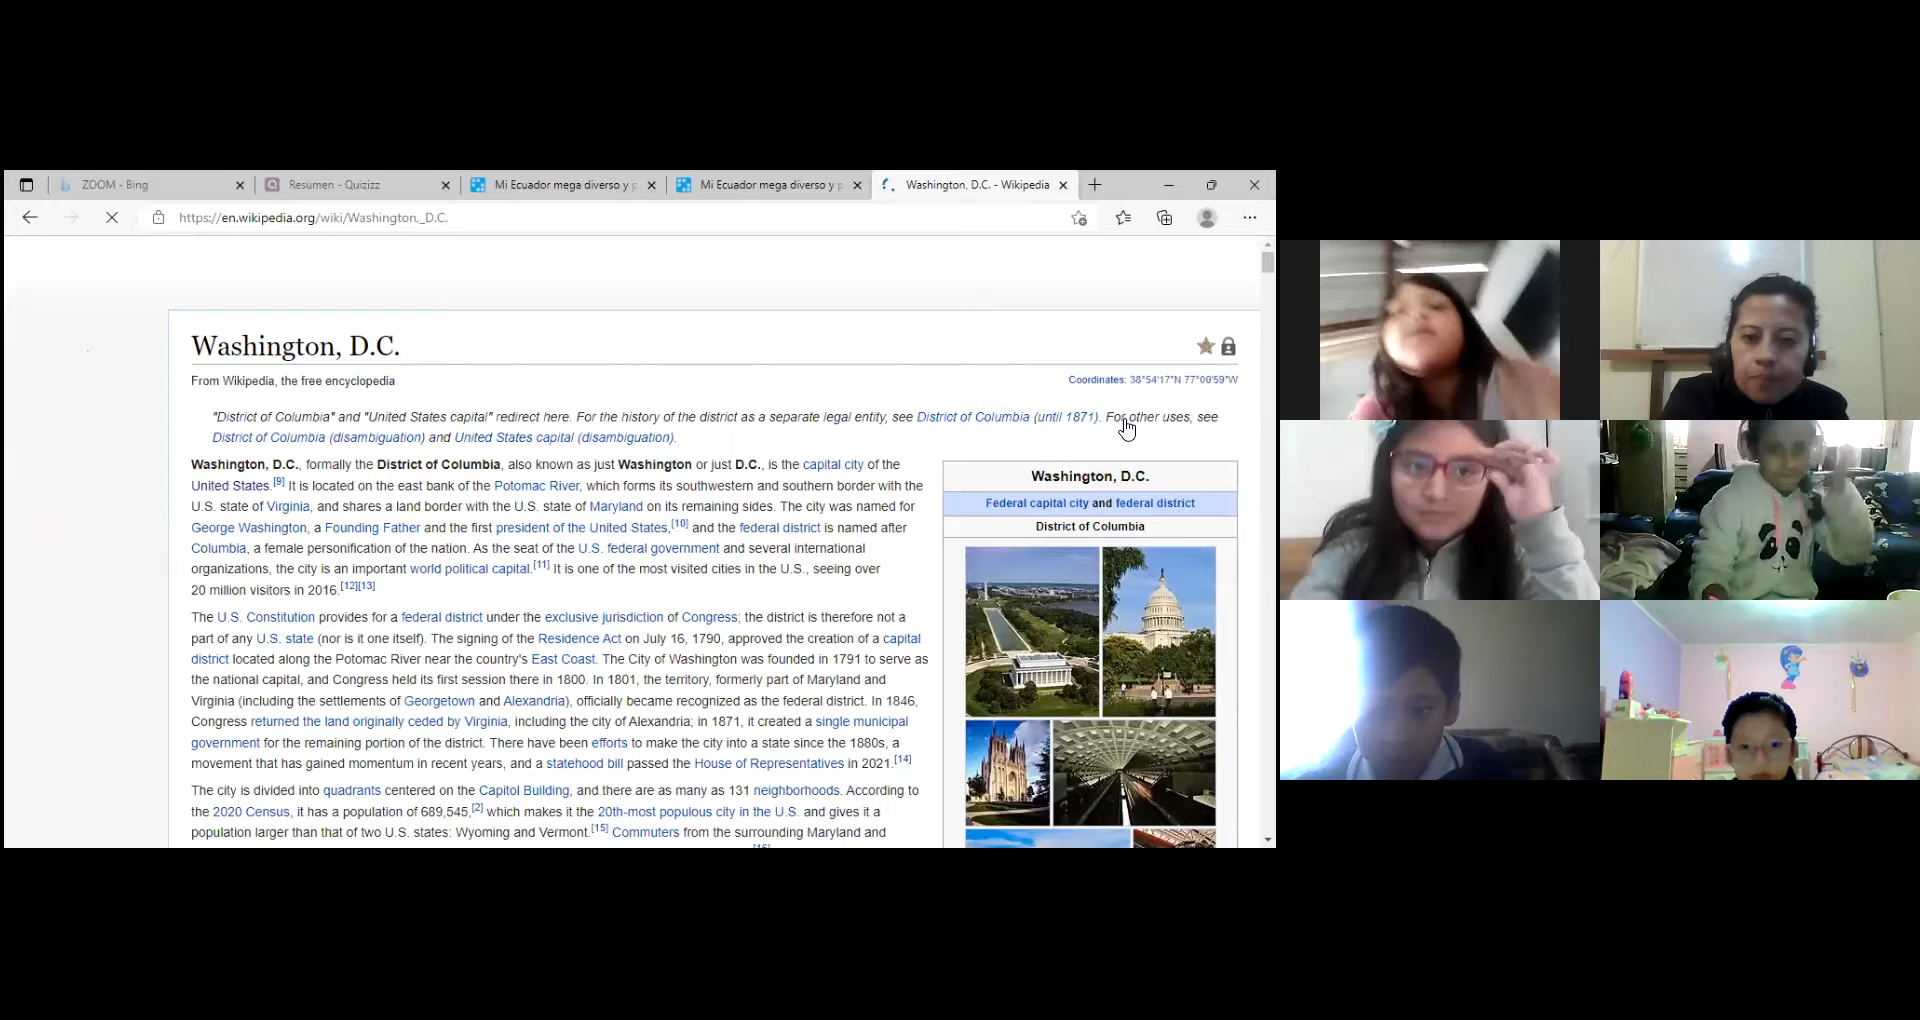 ZOOM - Bing
Resumen - Quizizz
Mi Ecuador mega diverso y p
Mi Ecuador mega diverso y p
Washington, D.C. - Wikipedia
https://en.wikipedia.org/wiki/Washington,_D.C.
Washington, D.C.
From Wikipedia, the free encyclopedia
Coordinates: 38°54′17″N 77°00′59″W
"District of Columbia" and "United States capital" redirect here. For the history of the district as a separate legal entity, see District of Columbia (until 1871). For other uses, see
District of Columbia (disambiguation) and United States capital (disambiguation).
Washington, D.C., formally the District of Columbia, also known as just Washington or just D.C., is the capital city of the
United States.[9] It is located on the east bank of the Potomac River, which forms its southwestern and southern border with the
U.S. state of Virginia, and shares a land border with the U.S. state of Maryland on its remaining sides. The city was named for
George Washington, a Founding Father and the first president of the United States,[10] and the federal district is named after
Columbia, a female personification of the nation. As the seat of the U.S. federal government and several international
organizations, the city is an important world political capital.[11] It is one of the most visited cities in the U.S., seeing over
20 million visitors in 2016.[12][13]
The U.S. Constitution provides for a federal district under the exclusive jurisdiction of Congress; the district is therefore not a
part of any U.S. state (nor is it one itself). The signing of the Residence Act on July 16, 1790, approved the creation of a capital
district located along the Potomac River near the country's East Coast. The City of Washington was founded in 1791 to serve as
the national capital, and Congress held its first session there in 1800. In 1801, the territory, formerly part of Maryland and
Virginia (including the settlements of Georgetown and Alexandria), officially became recognized as the federal district. In 1846,
Congress returned the land originally ceded by Virginia, including the city of Alexandria; in 1871, it created a single municipal
government for the remaining portion of the district. There have been efforts to make the city into a state since the 1880s, a
movement that has gained momentum in recent years, and a statehood bill passed the House of Representatives in 2021.[14]
The city is divided into quadrants centered on the Capitol Building, and there are as many as 131 neighborhoods. According to
the 2020 Census, it has a population of 689,545,[2] which makes it the 20th-most populous city in the U.S. and gives it a
population larger than that of two U.S. states: Wyoming and Vermont.[15] Commuters from the surrounding Maryland and
Washington, D.C.
Federal capital city and federal district
District of Columbia